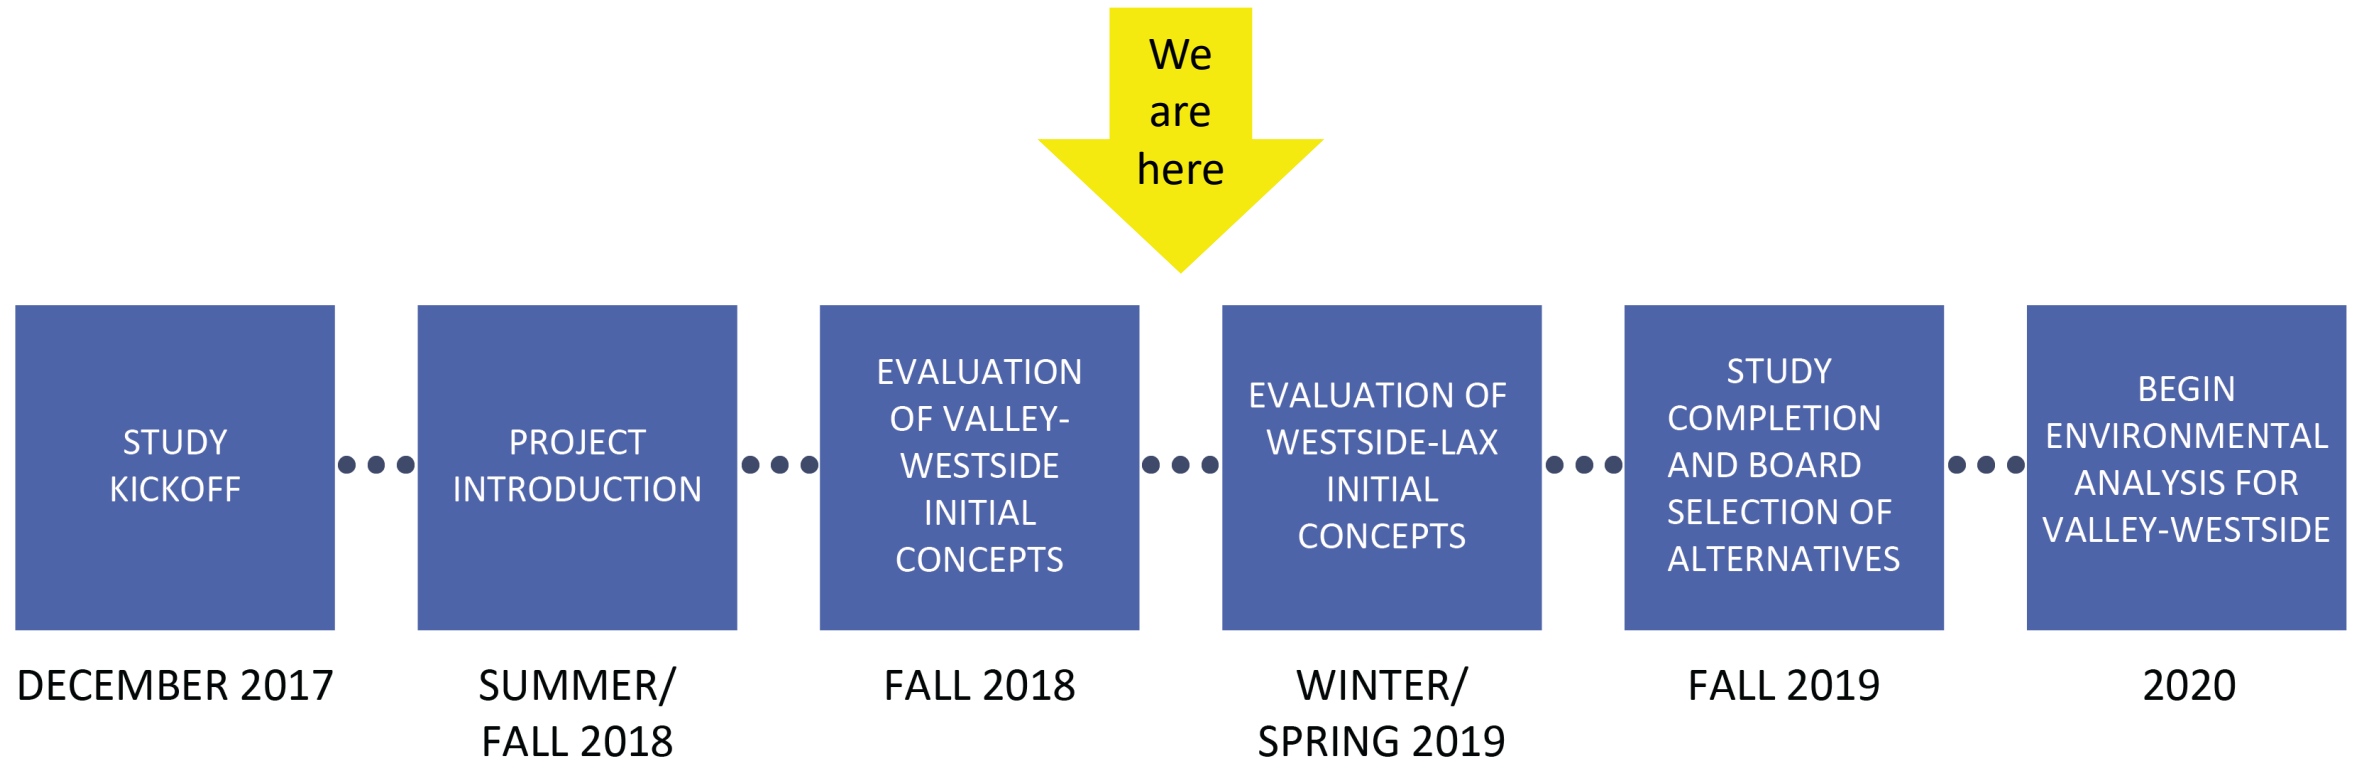 We
are
here
STUDY
KICKOFF
PROJECT
INTRODUCTION
EVALUATION
OF VALLEY-
WESTSIDE
INITIAL
CONCEPTS
EVALUATION OF
WESTSIDE-LAX
INITIAL
CONCEPTS
STUDY
COMPLETION
AND BOARD
SELECTION OF
ALTERNATIVES
BEGIN
ENVIRONMENTAL
ANALYSIS FOR
VALLEY-WESTSIDE
DECEMBER 2017
SUMMER/
FALL 2018
FALL 2018
WINTER/
SPRING 2019
FALL 2019
2020